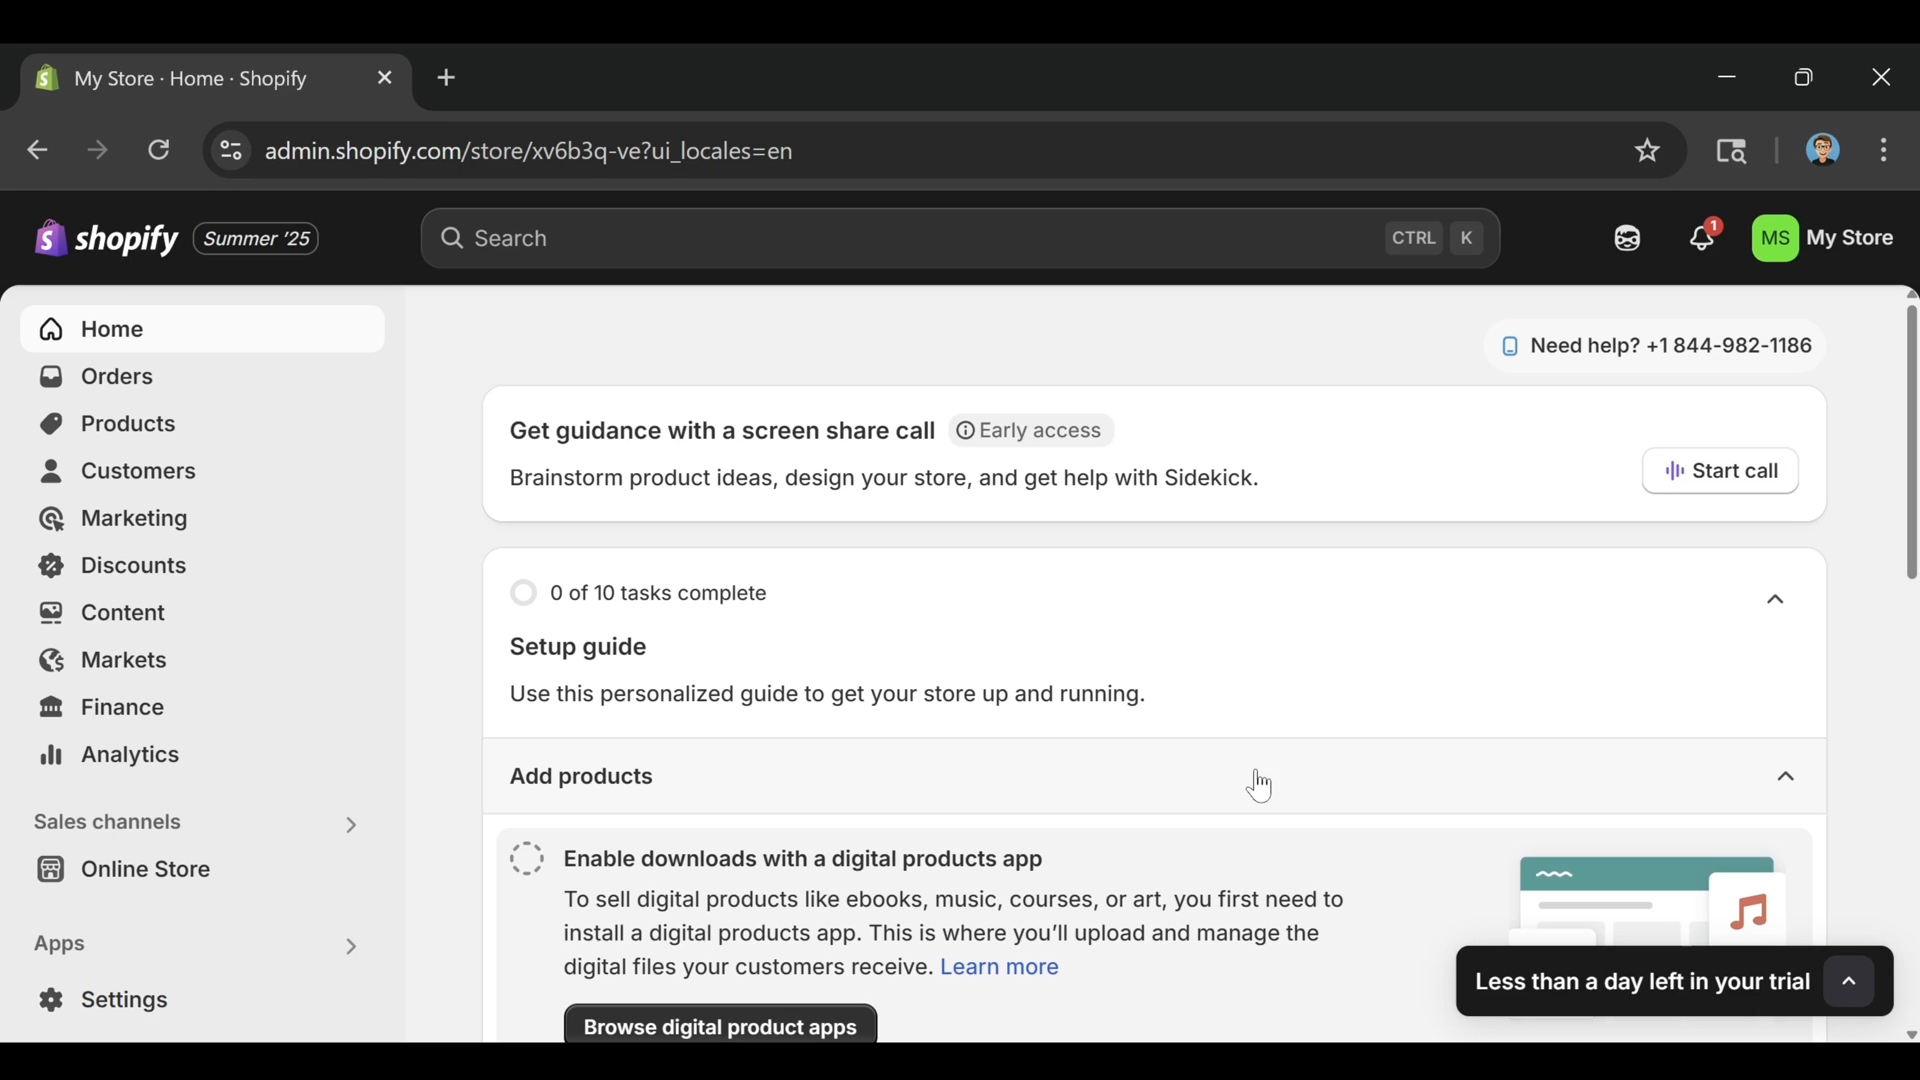 My Store · Home · Shopify
admin.shopify.com/store/xv6b3q-ve?ui_locales=en
shopify Summer '25
Search CTRL K
1
MS My Store
Home
Orders
Products
Customers
Marketing
Discounts
Content
Markets
Finance
Analytics
Sales channels
Online Store
Apps
Settings
Need help? +1 844-982-1186
Get guidance with a screen share call Early access
Brainstorm product ideas, design your store, and get help with Sidekick.
Start call
0 of 10 tasks complete
Setup guide
Use this personalized guide to get your store up and running.
Add products
Enable downloads with a digital products app
To sell digital products like ebooks, music, courses, or art, you first need to
install a digital products app. This is where you'll upload and manage the
digital files your customers receive. Learn more
Browse digital product apps
Less than a day left in your trial